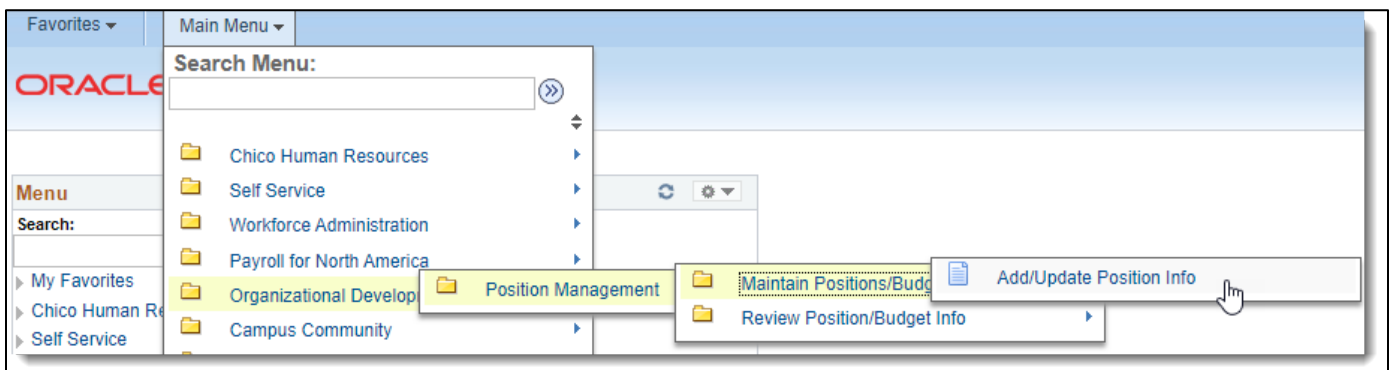 Favorites Main Menu
Search Menu:
ORACLE
Chico Human Resources
Menu
Self Service
Search:
Workforce Administration
Payroll for North America
My Favorites
Organizational Develop
Position Management
Maintain Positions/Budg
Add/Update Position Info
Chico Human Re
Campus Community
Review Position/Budget Info
Self Service